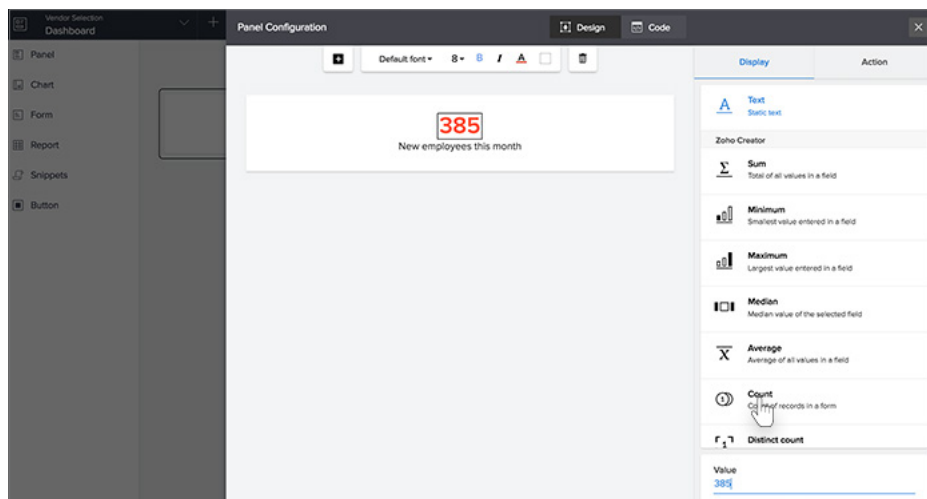 Vendor Selection
Dashboard
Panel
Chart
Form
Report
Snippets
Button
Panel Configuration
Design
Code
Default font
8
B
I
A
385
New employees this month
Display
Action
A
Text
Static text
Zoho Creator
Sum
Total of all values in a field
Minimum
Smallest value entered in a field
Maximum
Largest value entered in a field
Median
Median value of the selected field
Average
Average of all values in a field
Count
Count of records in a form
Distinct count
Value
385